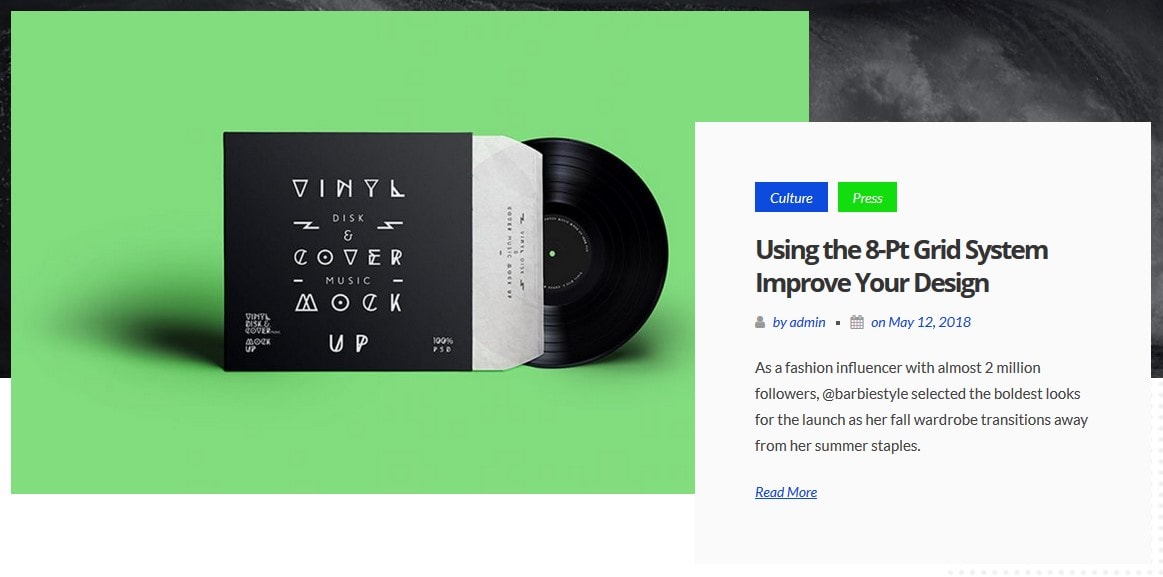 VINYL
DISK
&
COVER
MUSIC
MOCK
UP
VINYL
DISK &
COVER
MOCK
UP
100%
PSD
Culture
Press
Using the 8-Pt Grid System
Improve Your Design
by admin ▪ on May 12, 2018
As a fashion influencer with almost 2 million
followers, @barbiestyle selected the boldest looks
for the launch as her fall wardrobe transitions away
from her summer staples.
Read More